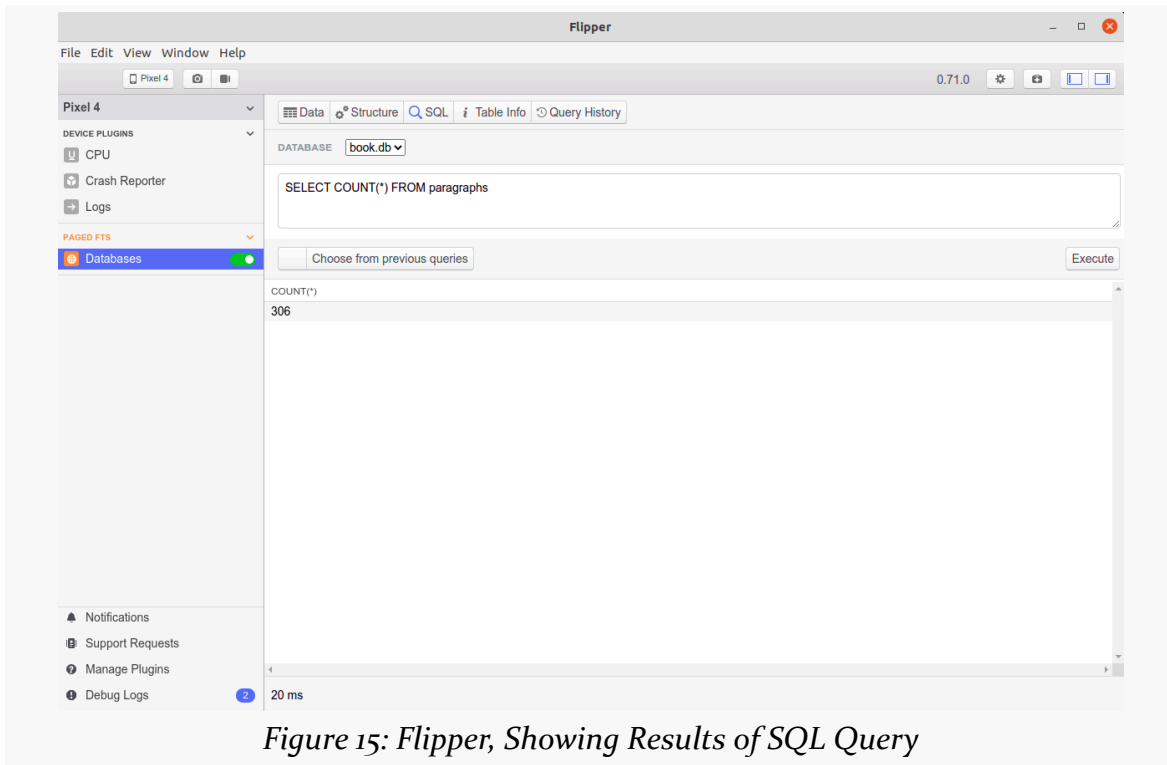 Flipper
File Edit View Window Help
Pixel 4
0.71.0
Pixel 4
Data Structure SQL i Table Info Query History
DEVICE PLUGINS
CPU
Crash Reporter
Logs
PAGED FTS
Databases
DATABASE book.db
SELECT COUNT(*) FROM paragraphs
Choose from previous queries Execute
COUNT(*)
306
Notifications
Support Requests
Manage Plugins
Debug Logs 2
20 ms
Figure 15: Flipper, Showing Results of SQL Query